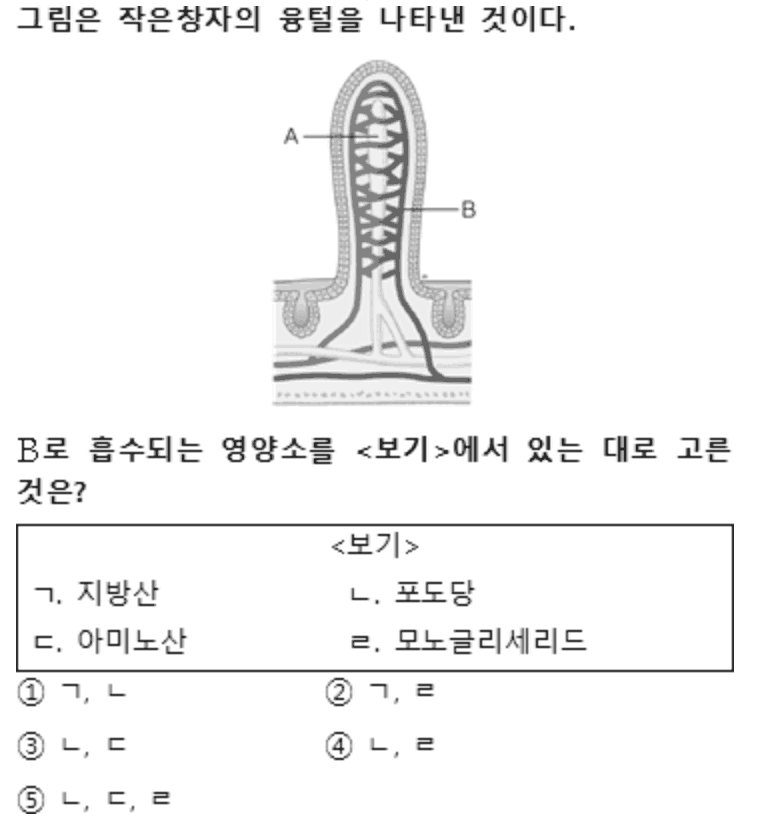 그림은 작은창자의 융털을 나타낸 것이다.
A
B
B로 흡수되는 영양소를 <보기>에서 있는 대로 고른
것은?
<보기>
ㄱ. 지방산 ㄴ. 포도당
ㄷ. 아미노산 ㄹ. 모노글리세리드
① ㄱ, ㄴ ② ㄱ, ㄹ
③ ㄴ, ㄷ ④ ㄴ, ㄹ
⑤ ㄴ, ㄷ, ㄹ